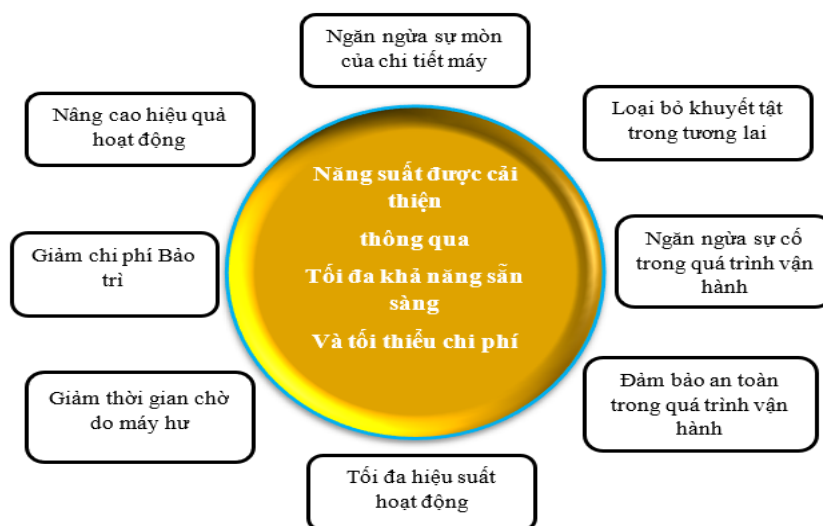 Ngăn ngừa sự mòn
của chi tiết máy
Nâng cao hiệu quả
hoạt động
Loại bỏ khuyết tật
trong tương lai
Năng suất được cải
thiện
thông qua
Tối đa khả năng sẵn
sàng
Và tối thiểu chi phí
Giảm chi phí Bảo
trì
Ngăn ngừa sự cố
trong quá trình vận
hành
Giảm thời gian chờ
do máy hư
Đảm bảo an toàn
trong quá trình vận
hành
Tối đa hiệu suất
hoạt động